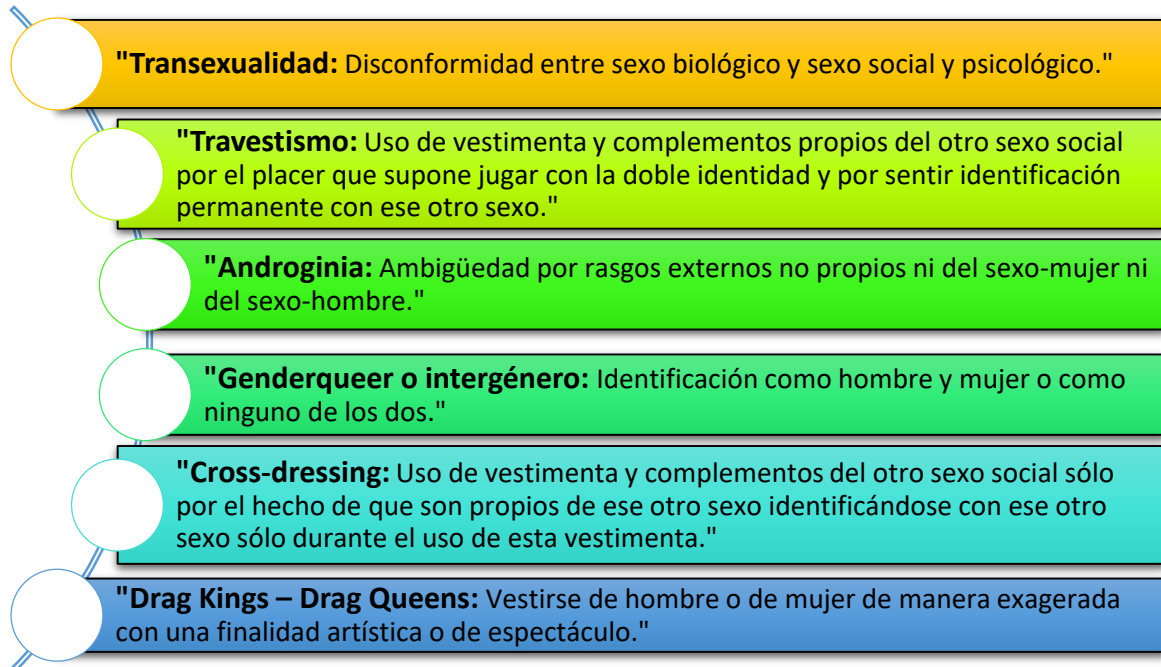 "Transexualidad: Disconformidad entre sexo biológico y sexo social y psicológico."
"Travestismo: Uso de vestimenta y complementos propios del otro sexo social
por el placer que supone jugar con la doble identidad y por sentir identificación
permanente con ese otro sexo."
"Androginia: Ambigüedad por rasgos externos no propios ni del sexo-mujer ni
del sexo-hombre."
"Genderqueer o intergénero: Identificación como hombre y mujer o como
ninguno de los dos."
"Cross-dressing: Uso de vestimenta y complementos del otro sexo social sólo
por el hecho de que son propios de ese otro sexo identificándose con ese otro
sexo sólo durante el uso de esta vestimenta."
"Drag Kings – Drag Queens: Vestirse de hombre o de mujer de manera exagerada
con una finalidad artística o de espectáculo."